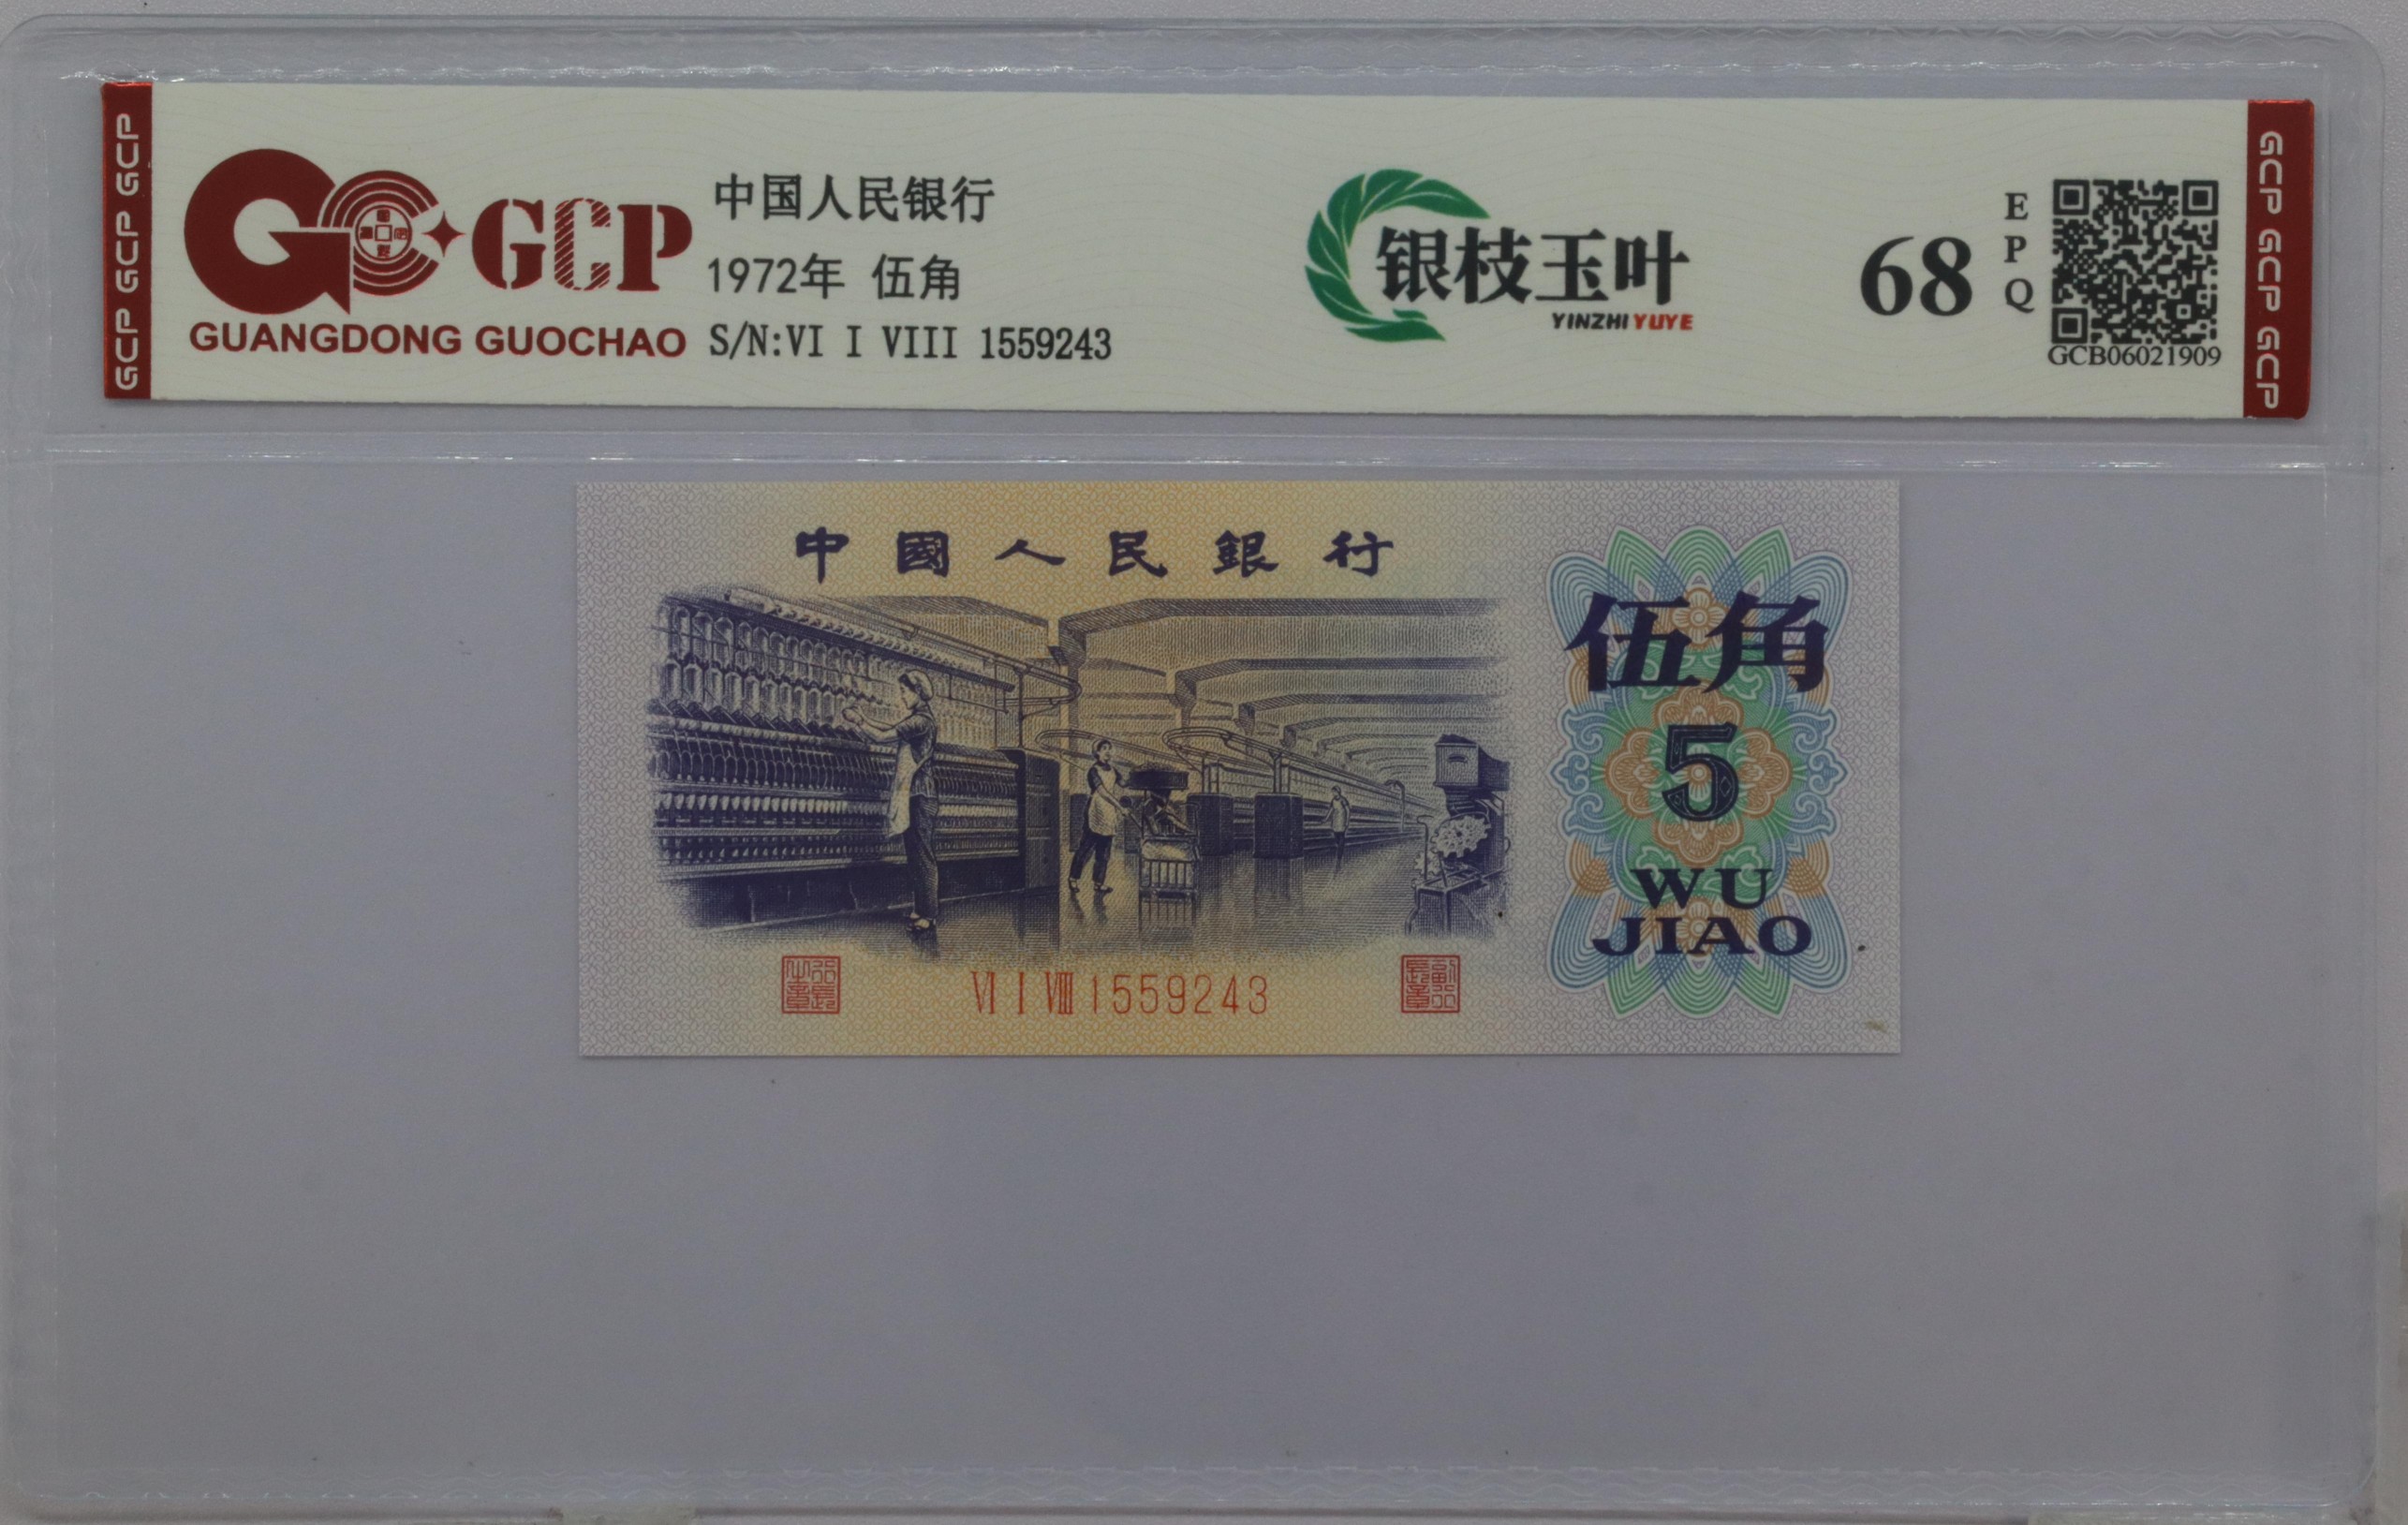 GCP GCP GCP
GCP
GUANGDONG GUOCHAO
中国人民银行
1972年 伍角
S/N:VI I VIII 1559243
银枝玉叶
YINZHI YUYE
68
EPQ
GCB06021909
GCP GCP GCP
中國人民銀行
伍角
5
WU
JIAO
VI I VIII 1559243